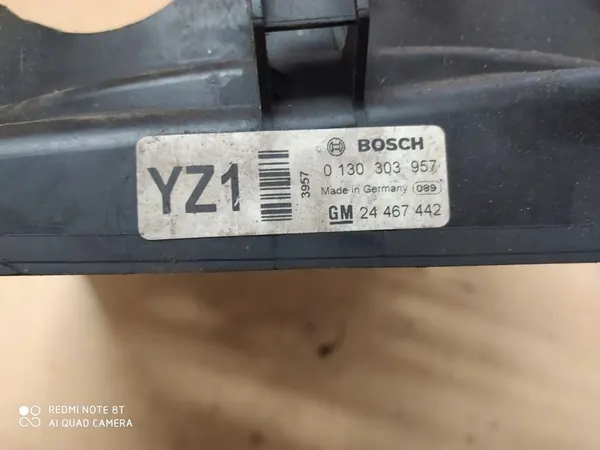 YZ1
3957
BOSCH
0 130 303 957
Made in Germany 089
GM 24 467 442
REDMI NOTE 8T
AI QUAD CAMERA